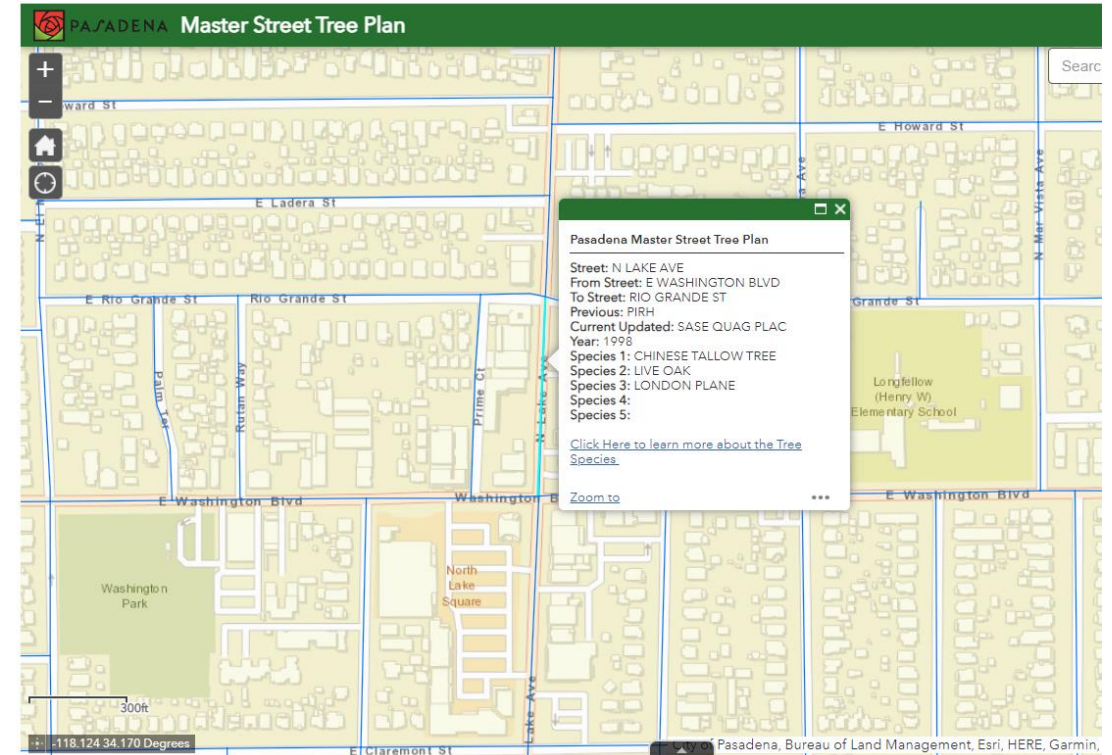 PASADENA Master Street Tree Plan
+
Searc
−
ward St
E Howard St
N Mar Vista Ave
E Ladera St
Pasadena Master Street Tree Plan
Street: N LAKE AVE
From Street: E WASHINGTON BLVD
To Street: RIO GRANDE ST
Previous: PIRH
Current Updated: SASE QUAG PLAC
Year: 1998
Species 1: CHINESE TALLOW TREE
Species 2: LIVE OAK
Species 3: LONDON PLANE
Species 4:
Species 5:
Click Here to learn more about the Tree
Species
Zoom to
•••
E Rio Grande St
Rio Grande St
Grande St
Palm Ter
Rutan Way
Prime Ct
N Lake Ave
Longfellow
(Henry W)
Elementary School
E Washington Blvd
Washington B
E Washington Blvd
Washington
Park
North
Lake
Square
Lake Ave
300ft
-118.124 34.170 Degrees
E Claremont St
City of Pasadena, Bureau of Land Management, Esri, HERE, Garmin,